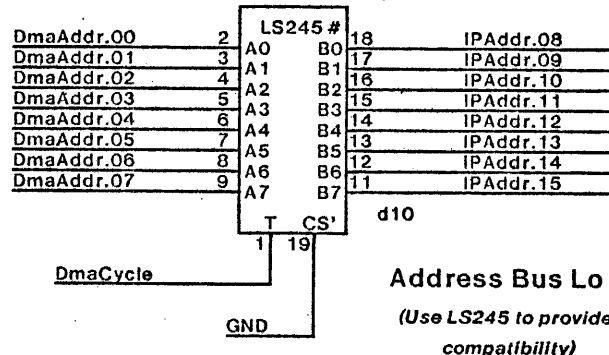 LS245 #
DmaAddr.00 2 A0 B0 18 IPAddr.08
DmaAddr.01 3 A1 B1 17 IPAddr.09
DmaAddr.02 4 A2 B2 16 IPAddr.10
DmaAddr.03 5 A3 B3 15 IPAddr.11
DmaAddr.04 6 A4 B4 14 IPAddr.12
DmaAddr.05 7 A5 B5 13 IPAddr.13
DmaAddr.06 8 A6 B6 12 IPAddr.14
DmaAddr.07 9 A7 B7 11 IPAddr.15
T CS' d10
1 19
DmaCycle
Address Bus Lo
GND
(Use LS245 to provide
compatibility)